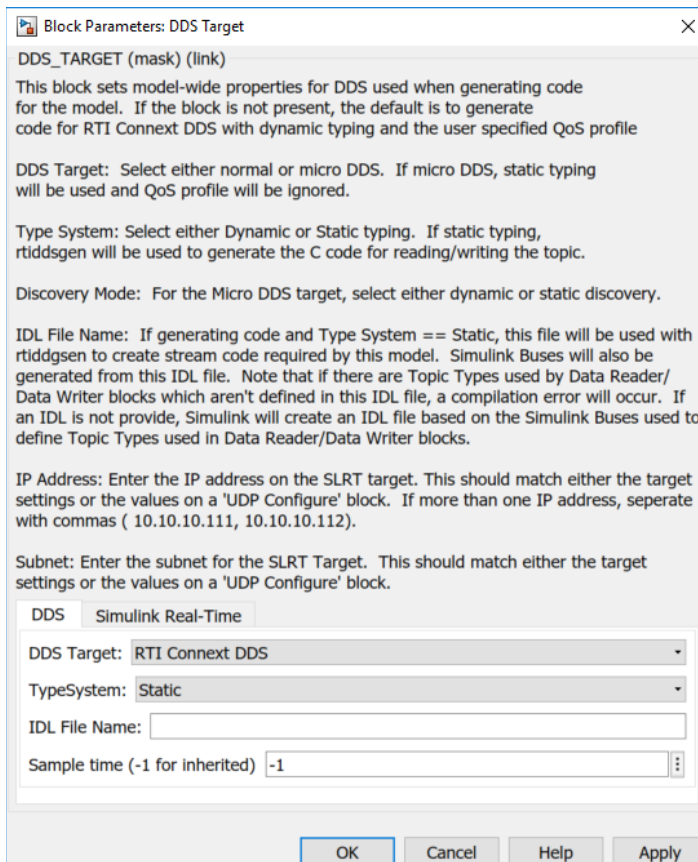 Block Parameters: DDS Target
DDS_TARGET (mask) (link)
This block sets model-wide properties for DDS used when generating code
for the model. If the block is not present, the default is to generate
code for RTI Connext DDS with dynamic typing and the user specified QoS profile
DDS Target: Select either normal or micro DDS. If micro DDS, static typing
will be used and QoS profile will be ignored.
Type System: Select either Dynamic or Static typing. If static typing,
rtiddsgen will be used to generate the C code for reading/writing the topic.
Discovery Mode: For the Micro DDS target, select either dynamic or static discovery.
IDL File Name: If generating code and Type System == Static, this file will be used with
rtiddgsen to create stream code required by this model. Simulink Buses will also be
generated from this IDL file. Note that if there are Topic Types used by Data Reader/
Data Writer blocks which aren't defined in this IDL file, a compilation error will occur. If
an IDL is not provide, Simulink will create an IDL file based on the Simulink Buses used to
define Topic Types used in Data Reader/Data Writer blocks.
IP Address: Enter the IP address on the SLRT target. This should match either the target
settings or the values on a 'UDP Configure' block. If more than one IP address, seperate
with commas ( 10.10.10.111, 10.10.10.112).
Subnet: Enter the subnet for the SLRT Target. This should match either the target
settings or the values on a 'UDP Configure' block.
DDS Simulink Real-Time
DDS Target: RTI Connext DDS
TypeSystem: Static
IDL File Name:
Sample time (-1 for inherited) -1
OK Cancel Help Apply